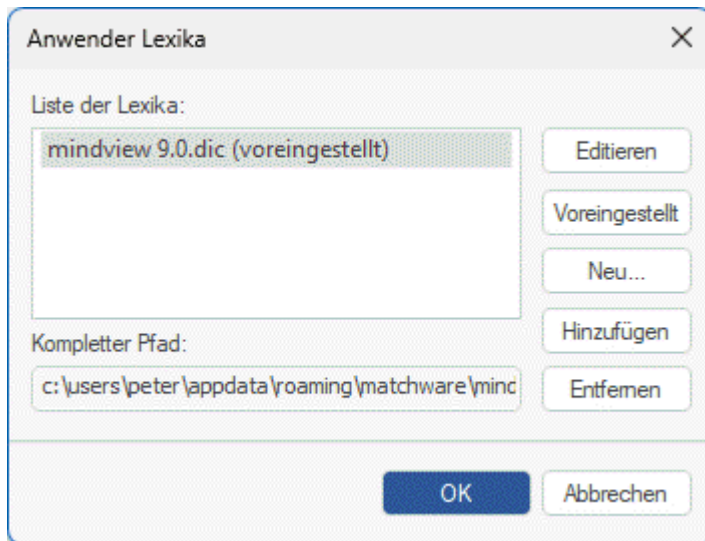 Anwender Lexika
Liste der Lexika:
mindview 9.0.dic (voreingestellt)
Editieren
Voreingestellt
Neu...
Hinzufügen
Entfernen
Kompletter Pfad:
c:\users\peter\appdata\roaming\matchware\mind
OK
Abbrechen